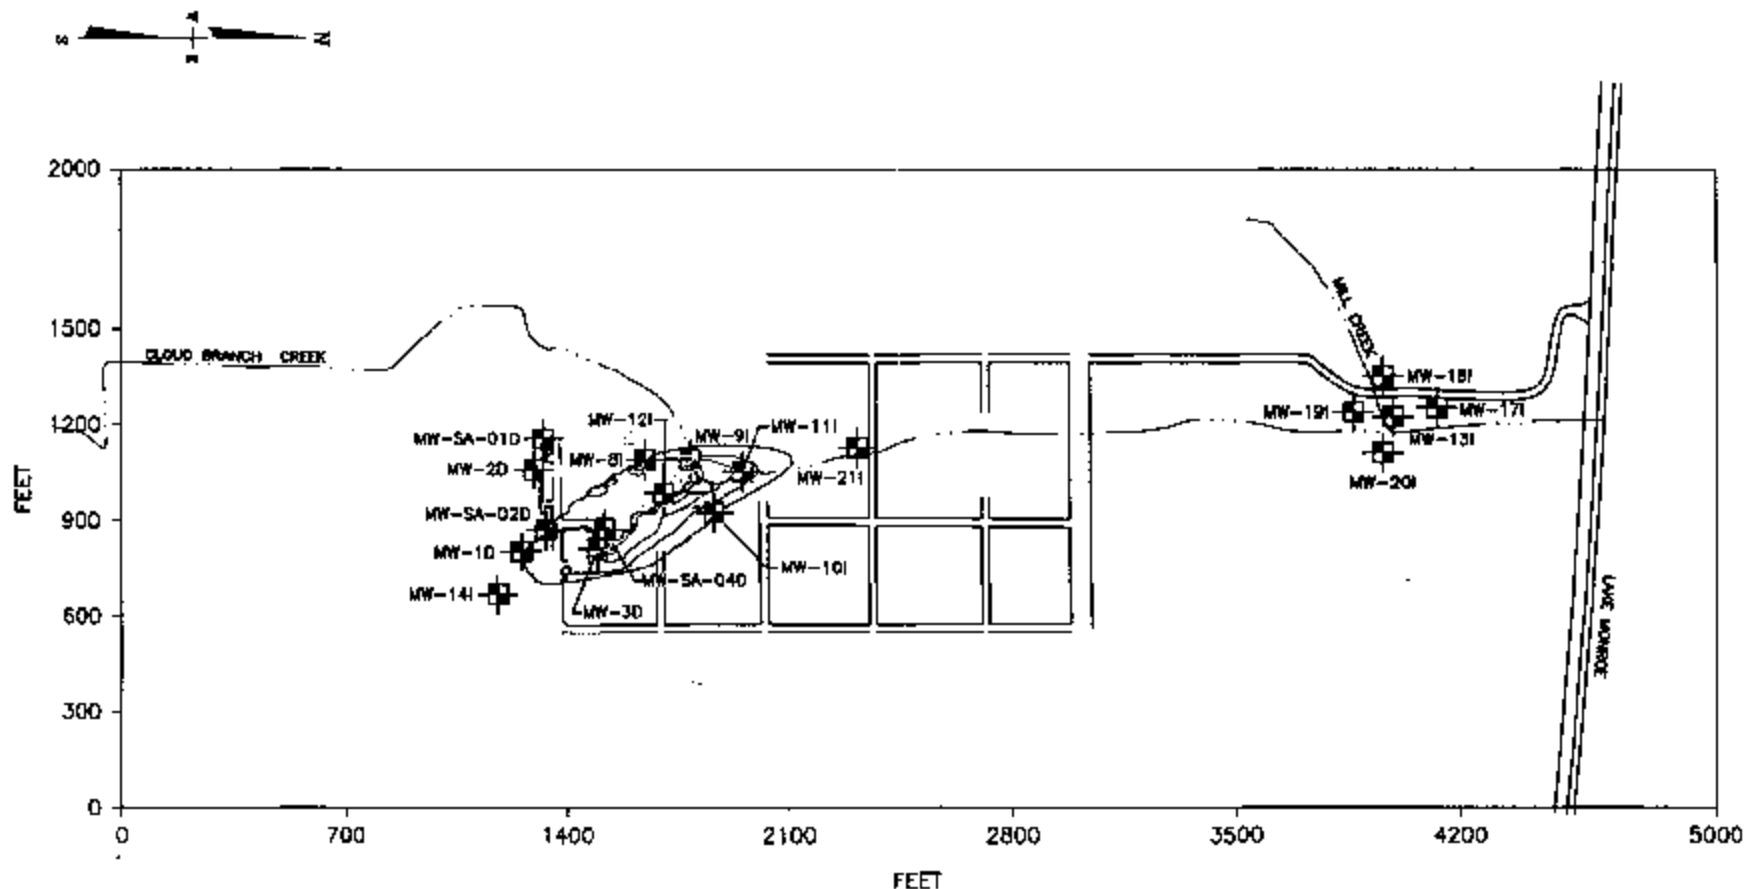 S
N
2000
1500
CLOUD BRANCH CREEK
MILL CREEK
MW-18I
1200
MW-12I
MW-9I
MW-11I
MW-19I
MW-17I
MW-SA-01D
MW-8I
MW-13I
MW-2D
MW-21I
MW-20I
FEET
900
MW-SA-02D
MW-1D
MW-10I
MW-SA-04D
MW-14I
MW-3D
600
LAKE MONROE
300
0
0
700
1400
2100
2800
3500
4200
5000
FEET